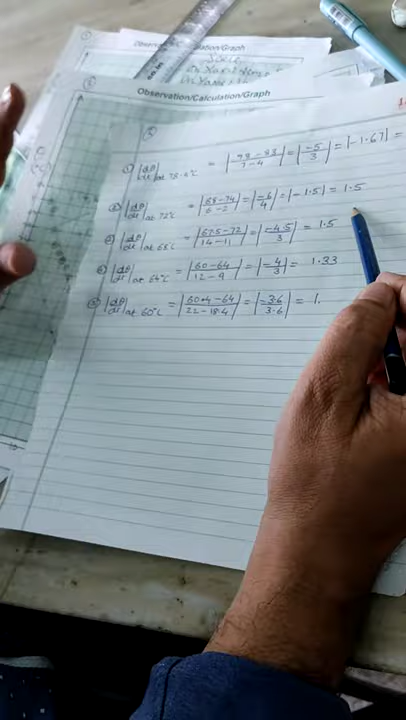 Observation/Calculation/Graph
① |dθ/dt| at 78.4°C = |78-83/7-4| = |-5/3| = |-1.67| =
② |dθ/dt| at 72°C = |68-74/6-2| = |-6/4| = |-1.5| = 1.5
|dθ/dt| at 68°C = |67.5-72/14-11| = |-4.5/3| = 1.5
|dθ/dt| at 64°C = |60-64/12-9| = |-4/3| = 1.33
⑤ |dθ/dt| at 60°C = |60.4-64/22-18.4| = |-3.6/3.6| = 1.